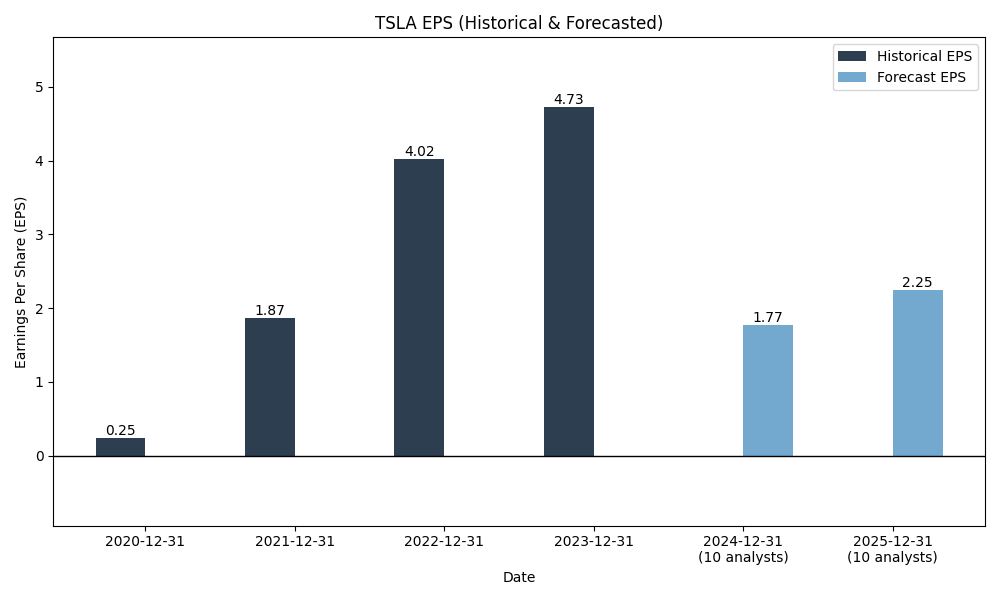 TSLA EPS (Historical & Forecasted)
Historical EPS
Forecast EPS
Earnings Per Share (EPS)
5
4
3
2
1
0
0.25
1.87
4.02
4.73
1.77
2.25
2020-12-31
2021-12-31
2022-12-31
2023-12-31
2024-12-31
(10 analysts)
2025-12-31
(10 analysts)
Date